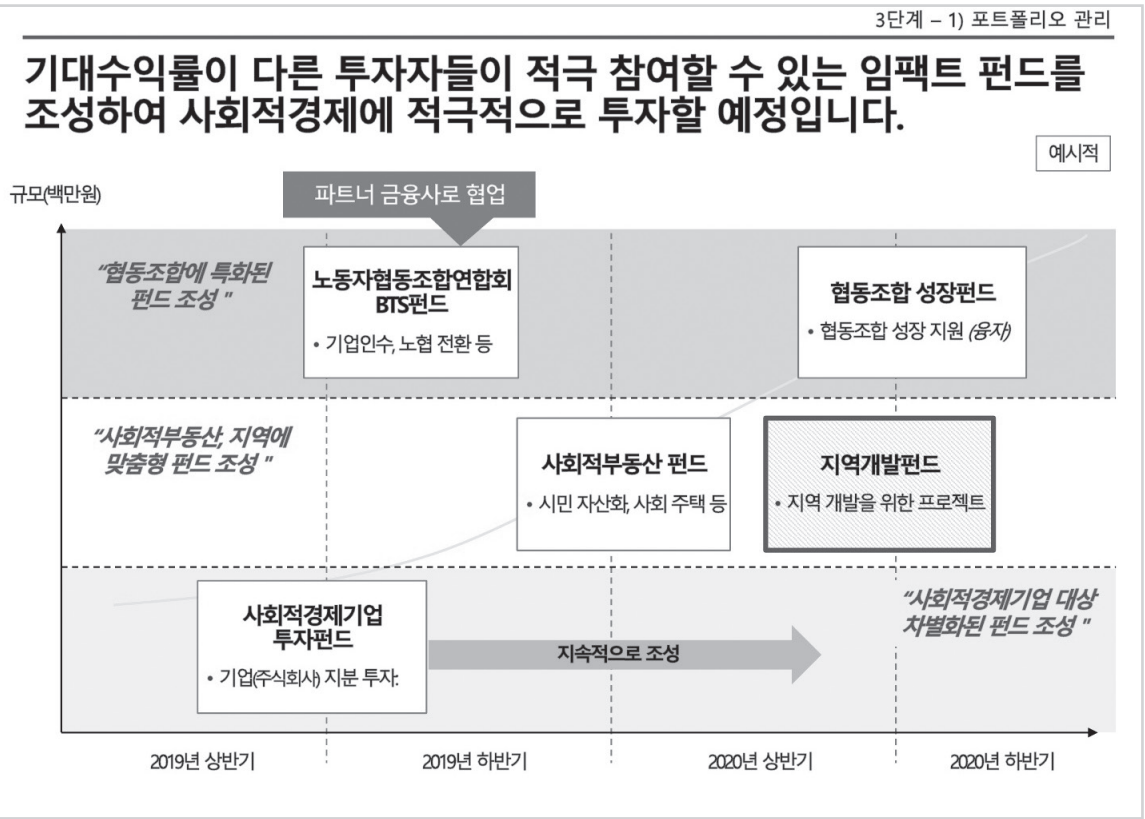 3단계 – 1) 포트폴리오 관리
기대수익률이 다른 투자자들이 적극 참여할 수 있는 임팩트 펀드를
조성하여 사회적경제에 적극적으로 투자할 예정입니다.
예시적
규모(백만원)
파트너 금융사로 협업
“협동조합에 특화된
펀드 조성 "
노동자협동조합연합회
BTS펀드
• 기업인수, 노협 전환 등
협동조합 성장펀드
• 협동조합 성장 지원 (융자)
“사회적부동산, 지역에
맞춤형 펀드 조성 "
사회적부동산 펀드
• 시민 자산화, 사회 주택 등
지역개발펀드
• 지역 개발을 위한 프로젝트
사회적경제기업
투자펀드
• 기업(주식회사) 지분 투자:
지속적으로 조성
“사회적경제기업 대상
차별화된 펀드 조성 "
2019년 상반기
2019년 하반기
2020년 상반기
2020년 하반기